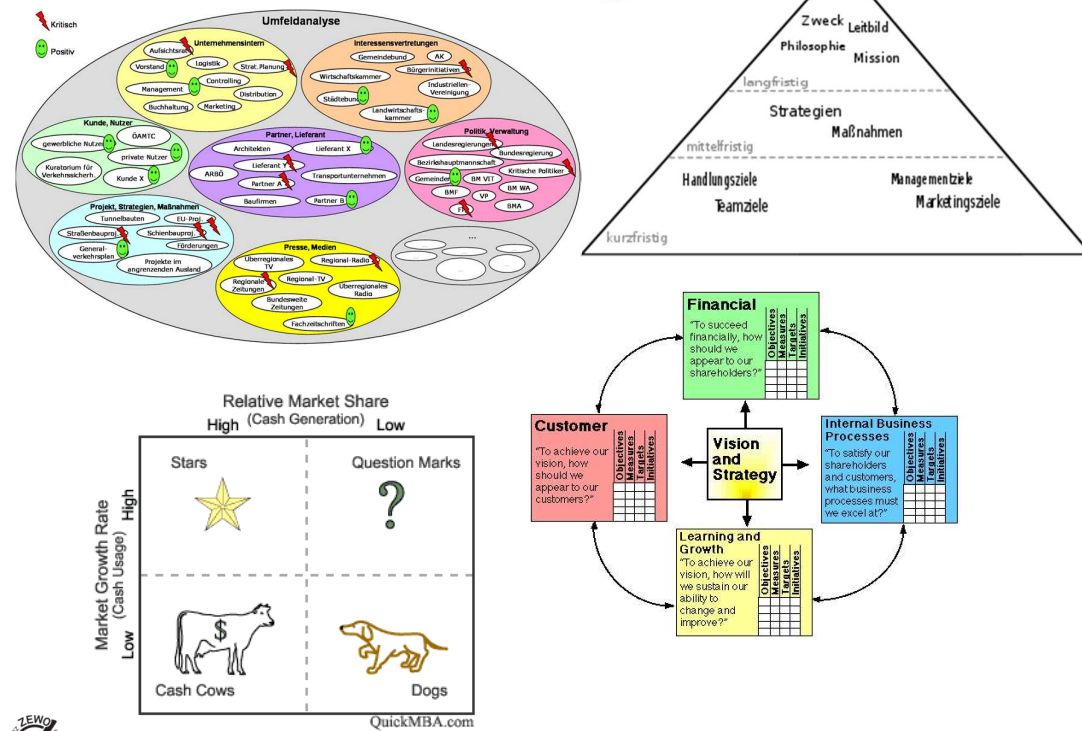 Kritisch
Positiv
Umfeldanalyse
Unternehmensintern
Aufsichtsrat
Vorstand
Logistik
Strat. Planung
Controlling
Management
Distribution
Buchhaltung
Marketing
Interessensvertretungen
Gemeindebung
AK
Bürgerinitiativen
Wirtschaftskammer
Industriellen-
Vereinigung
Städtebund
Landwirtschafts-
kammer
Kunde, Nutzer
ÖAMTC
gewerbliche Nutzer
private Nutzer
Kuratorium für
Verkehrssicherh.
Kunde X
Partner, Lieferant
Architekten
Lieferant X
Lieferant Y
ARBÖ
Transportunternehmen
Partner A
Baufirmen
Partner B
Politik, Verwaltung
Landesregierungen
Bundesregierung
Bezirkshauptmannschaft
Kritische Politiker
Gemeinden
BM VIT
BM WA
BMF
VP
BMA
Projekt, Strategien, Maßnahmen
Tunnelbauten
EU-Proj.
Straßenbauproj.
Schienbauproj.
Förderungen
General-
verkehrsplan
Projekte im
angrenzenden Ausland
Presse, Medien
Überregionales
TV
Regional-Radio
Regionale
Zeitungen
Regional-TV
Überregionales
Radio
Bundesweite
Zeitungen
Fachzeitschriften
...
Zweck
Leitbild
Philosophie
Mission
langfristig
Strategien
Maßnahmen
mittelfristig
Handlungsziele
Managementziele
Teamziele
Marketingsziele
kurzfristig
Relative Market Share
(Cash Generation)
High
Low
Market Growth Rate
(Cash Usage)
High
Low
Stars
Question Marks
?
$
Cash Cows
Dogs
QuickMBA.com
Financial
"To succeed
financially, how
should we
appear to our
shareholders?"
Objectives
Measures
Targets
Initiatives
Customer
"To achieve our
vision, how
should we
appear to our
customers?"
Objectives
Measures
Targets
Initiatives
Vision
and
Strategy
Internal Business
Processes
"To satisfy our
shareholders
and customers,
what business
processes must
we excel at?"
Objectives
Measures
Targets
Initiatives
Learning and
Growth
"To achieve our
vision, how will
we sustain our
ability to
change and
improve?"
Objectives
Measures
Targets
Initiatives
ZEWO